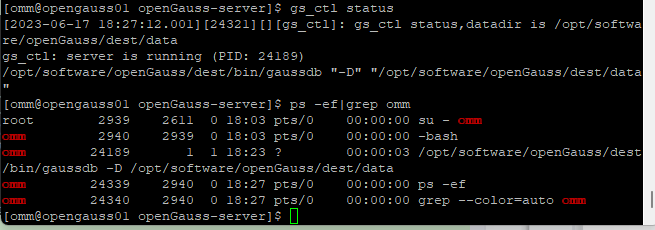 [omm@opengauss01 openGauss-server]$ gs_ctl status
[2023-06-17 18:27:12.001][24321][][gs_ctl]: gs_ctl status,datadir is /opt/softwa
re/openGauss/dest/data
gs_ctl: server is running (PID: 24189)
/opt/software/openGauss/dest/bin/gaussdb "-D" "/opt/software/openGauss/dest/data
"
[omm@opengauss01 openGauss-server]$ ps -ef|grep omm
root      2939   2611  0 18:03 pts/0    00:00:00 su - omm
omm       2940   2939  0 18:03 pts/0    00:00:00 -bash
omm      24189      1  1 18:23 ?        00:00:03 /opt/software/openGauss/dest
/bin/gaussdb -D /opt/software/openGauss/dest/data
omm      24339   2940  0 18:27 pts/0    00:00:00 ps -ef
omm      24340   2940  0 18:27 pts/0    00:00:00 grep --color=auto omm
[omm@opengauss01 openGauss-server]$